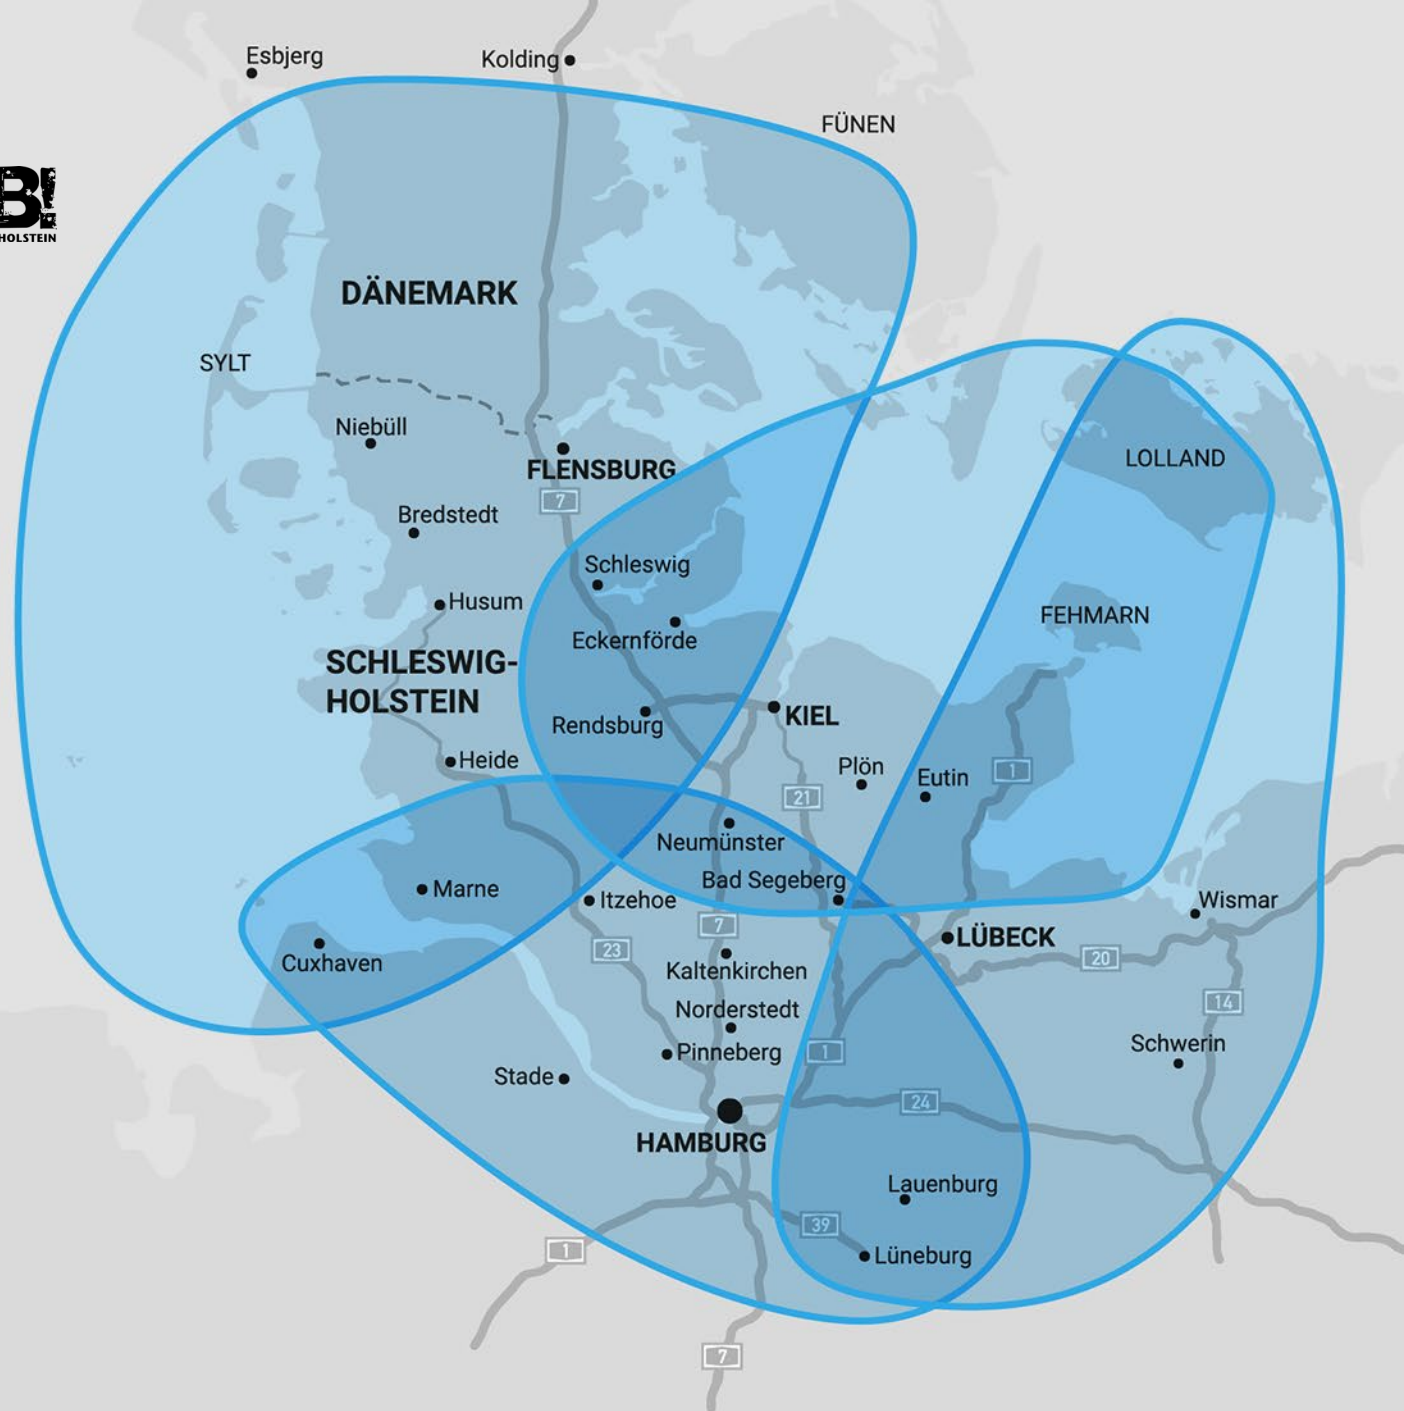 Esbjerg
Kolding
FÜNEN
B!
HOLSTEIN
DÄNEMARK
SYLT
Niebüll
FLENSBURG
LOLLAND
7
Bredstedt
Schleswig
Husum
FEHMARN
Eckernförde
SCHLESWIG-
HOLSTEIN
KIEL
Rendsburg
Heide
Plön
Eutin
1
21
Neumünster
Bad Segeberg
Marne
Itzehoe
Wismar
7
LÜBECK
23
20
Cuxhaven
Kaltenkirchen
14
Norderstedt
Schwerin
Pinneberg
1
Stade
24
HAMBURG
Lauenburg
39
1
Lüneburg
7